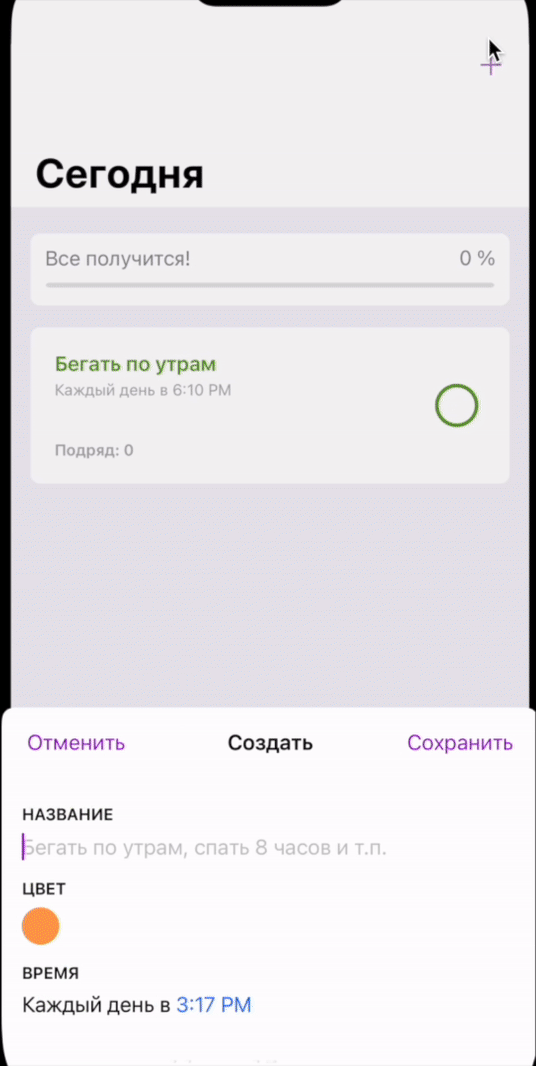 Сегодня
Все получится! 0 %
Бегать по утрам
Каждый день в 6:10 PM
Подряд: 0
Отменить Создать Сохранить
НАЗВАНИЕ
Бегать по утрам, спать 8 часов и т.п.
ЦВЕТ
ВРЕМЯ
Каждый день в 3:17 PM